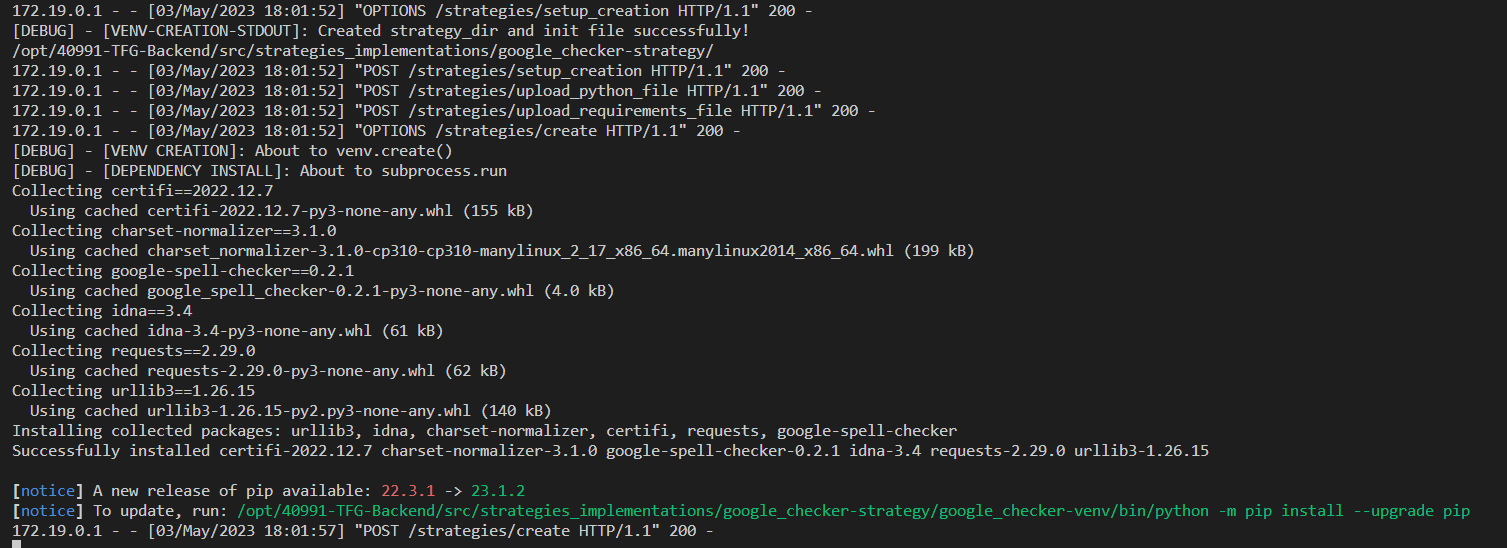 172.19.0.1 - - [03/May/2023 18:01:52] "OPTIONS /strategies/setup_creation HTTP/1.1" 200 -
[DEBUG] - [VENV-CREATION-STDOUT]: Created strategy_dir and init file successfully!
/opt/40991-TFG-Backend/src/strategies_implementations/google_checker-strategy/
172.19.0.1 - - [03/May/2023 18:01:52] "POST /strategies/setup_creation HTTP/1.1" 200 -
172.19.0.1 - - [03/May/2023 18:01:52] "POST /strategies/upload_python_file HTTP/1.1" 200 -
172.19.0.1 - - [03/May/2023 18:01:52] "POST /strategies/upload_requirements_file HTTP/1.1" 200 -
172.19.0.1 - - [03/May/2023 18:01:52] "OPTIONS /strategies/create HTTP/1.1" 200 -
[DEBUG] - [VENV CREATION]: About to venv.create()
[DEBUG] - [DEPENDENCY INSTALL]: About to subprocess.run
Collecting certifi==2022.12.7
  Using cached certifi-2022.12.7-py3-none-any.whl (155 kB)
Collecting charset-normalizer==3.1.0
  Using cached charset_normalizer-3.1.0-cp310-cp310-manylinux_2_17_x86_64.manylinux2014_x86_64.whl (199 kB)
Collecting google-spell-checker==0.2.1
  Using cached google_spell_checker-0.2.1-py3-none-any.whl (4.0 kB)
Collecting idna==3.4
  Using cached idna-3.4-py3-none-any.whl (61 kB)
Collecting requests==2.29.0
  Using cached requests-2.29.0-py3-none-any.whl (62 kB)
Collecting urllib3==1.26.15
  Using cached urllib3-1.26.15-py2.py3-none-any.whl (140 kB)
Installing collected packages: urllib3, idna, charset-normalizer, certifi, requests, google-spell-checker
Successfully installed certifi-2022.12.7 charset-normalizer-3.1.0 google-spell-checker-0.2.1 idna-3.4 requests-2.29.0 urllib3-1.26.15
[notice] A new release of pip available: 22.3.1 -> 23.1.2
[notice] To update, run: /opt/40991-TFG-Backend/src/strategies_implementations/google_checker-strategy/google_checker-venv/bin/python -m pip install --upgrade pip
172.19.0.1 - - [03/May/2023 18:01:57] "POST /strategies/create HTTP/1.1" 200 -